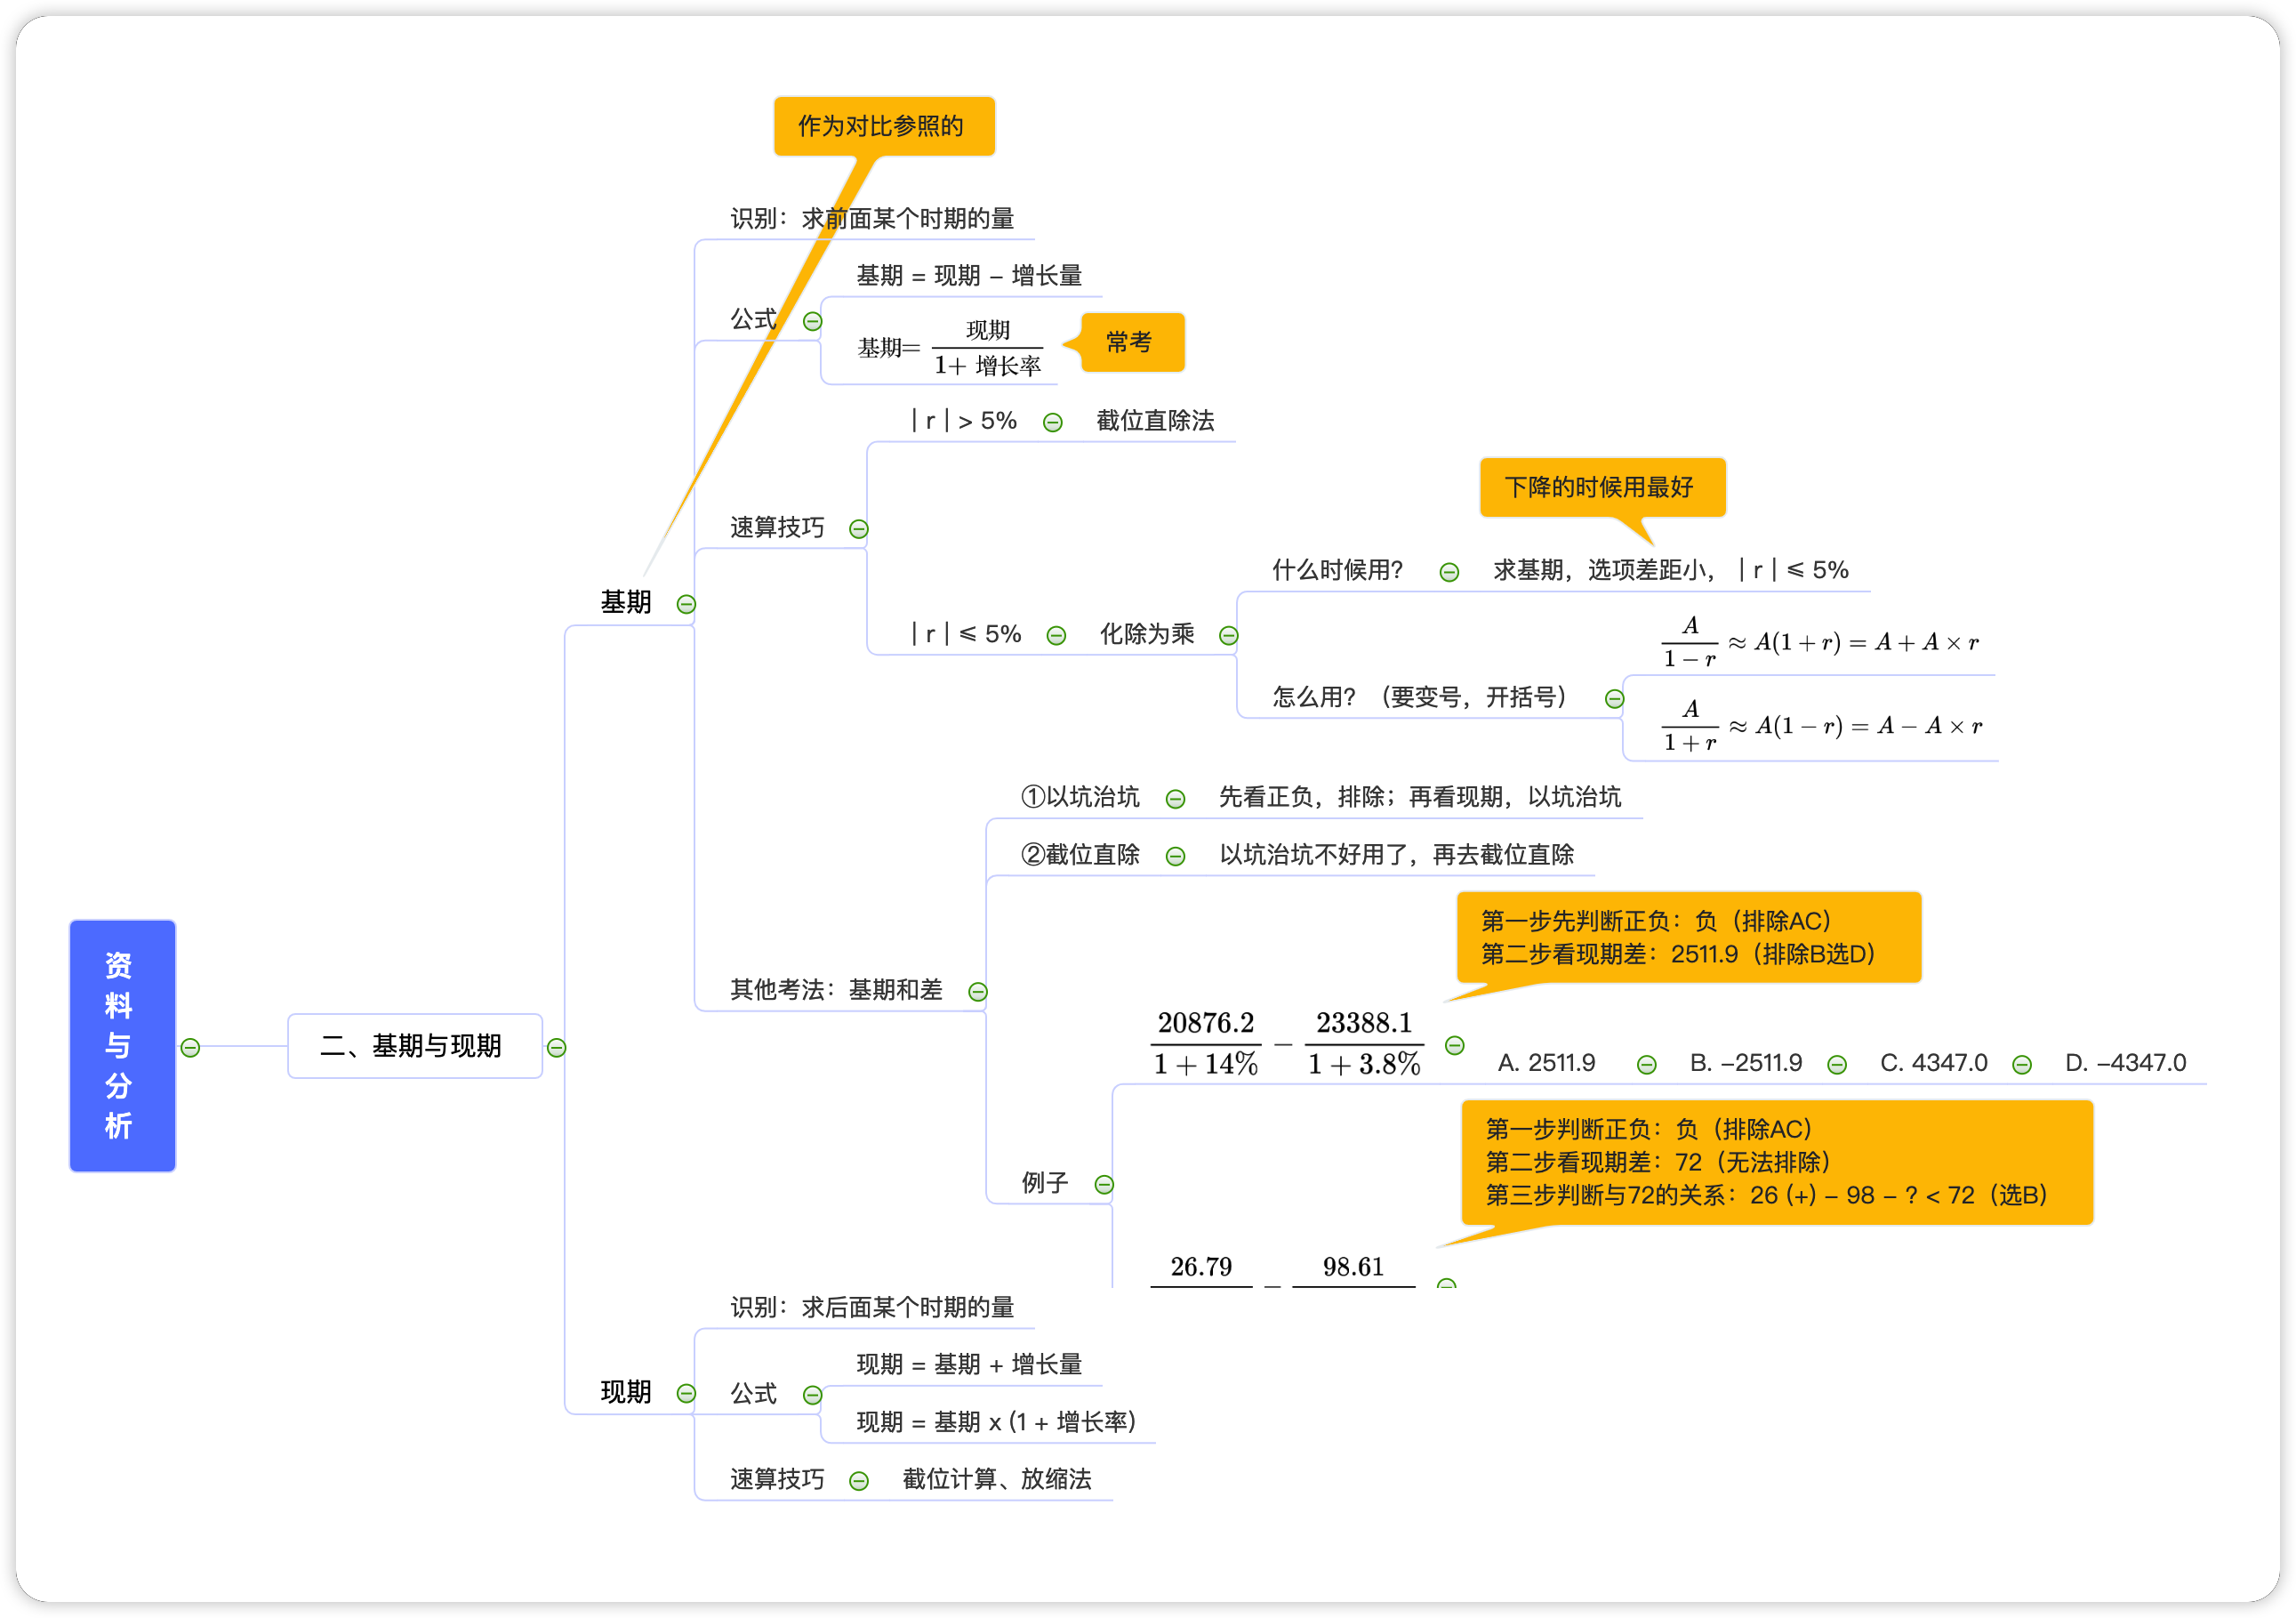 作为对比参照的
识别：求前面某个时期的量
基期 = 现期 - 增长量
公式
基期= 现期 / 1+ 增长率
常考
| r | > 5%
截位直除法
下降的时候用最好
速算技巧
什么时候用？
求基期，选项差距小，| r | ⩽ 5%
基期
| r | ⩽ 5%
化除为乘
A / 1 − r ≈ A(1 + r) = A + A × r
怎么用？（要变号，开括号）
A / 1 + r ≈ A(1 − r) = A − A × r
①以坑治坑
先看正负，排除；再看现期，以坑治坑
②截位直除
以坑治坑不好用了，再去截位直除
第一步先判断正负：负（排除AC）
第二步看现期差：2511.9（排除B选D）
其他考法：基期和差
20876.2 / 1 + 14% − 23388.1 / 1 + 3.8%
A. 2511.9
B. -2511.9
C. 4347.0
D. -4347.0
资
料
与
分
析
二、基期与现期
第一步判断正负：负（排除AC）
第二步看现期差：72（无法排除）
第三步判断与72的关系：26 (+) - 98 - ? < 72（选B）
例子
26.79 − 98.61
识别：求后面某个时期的量
现期 = 基期 + 增长量
现期
公式
现期 = 基期 x (1 + 增长率)
速算技巧
截位计算、放缩法